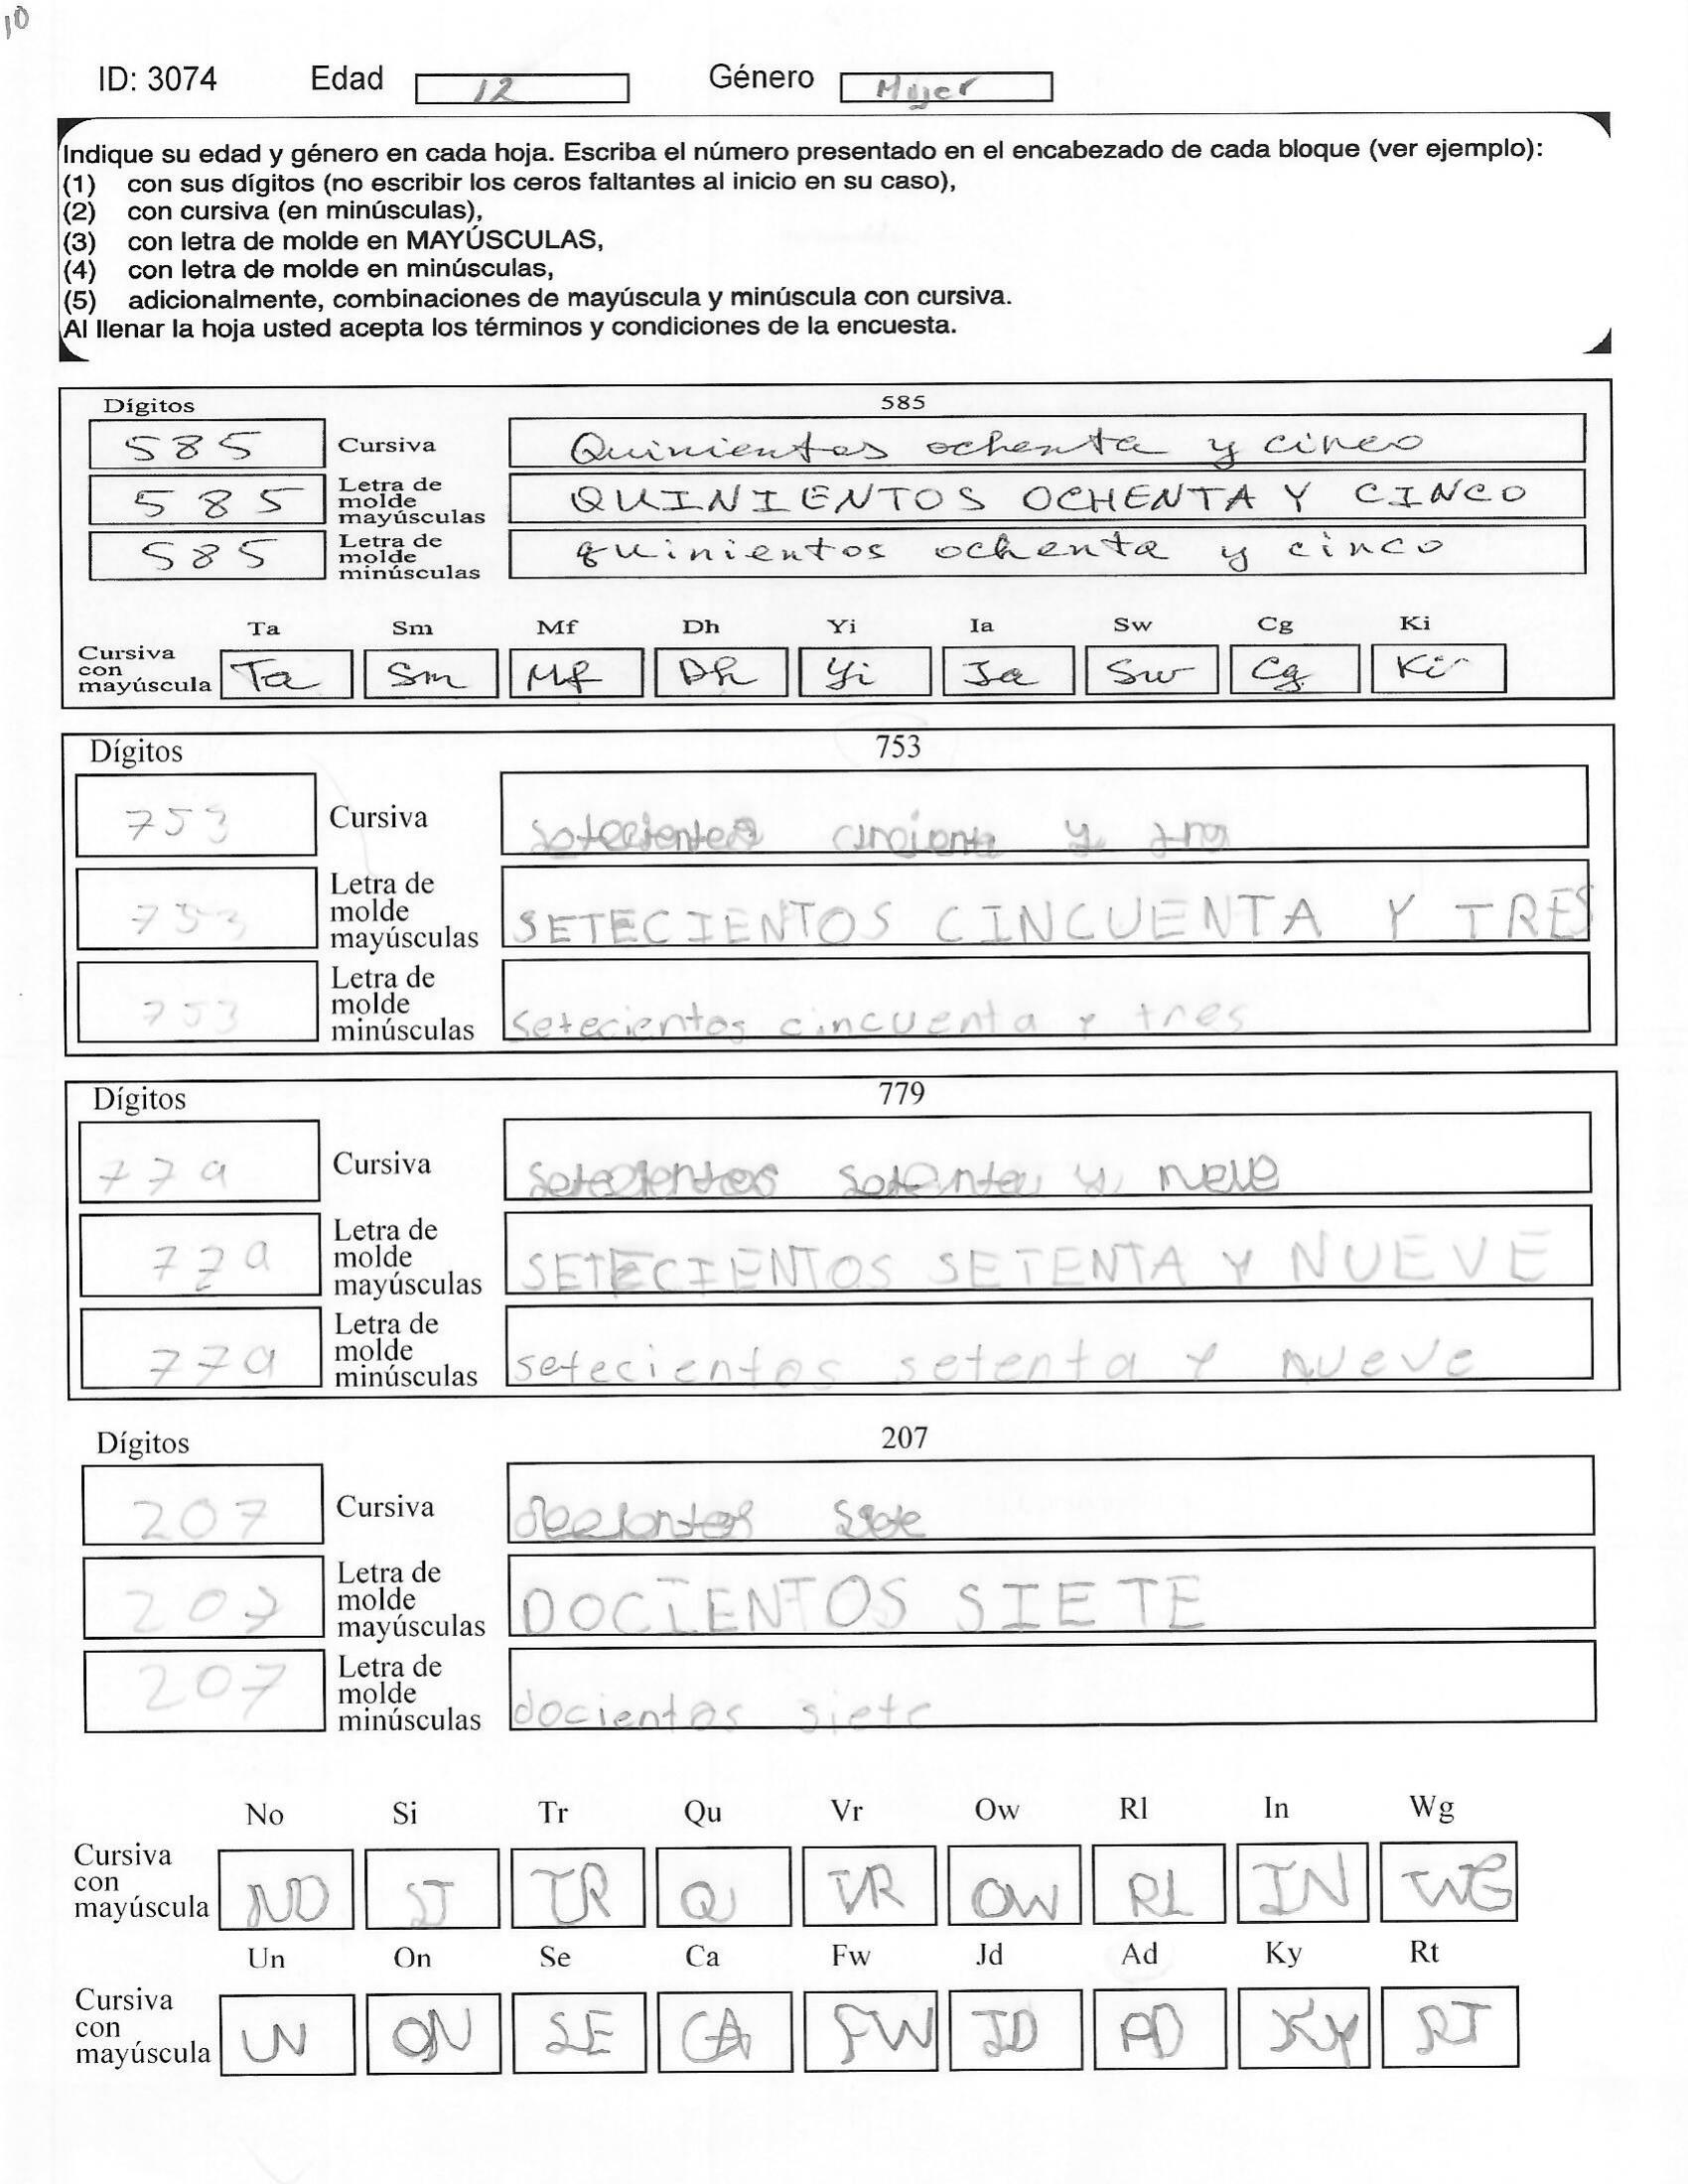 10
ID: 3074 Edad 12 Género Mujer
Indique su edad y género en cada hoja. Escriba el número presentado en el encabezado de cada bloque (ver ejemplo):
(1) con sus dígitos (no escribir los ceros faltantes al inicio en su caso),
(2) con cursiva (en minúsculas),
(3) con letra de molde en MAYÚSCULAS,
(4) con letra de molde en minúsculas,
(5) adicionalmente, combinaciones de mayúscula y minúscula con cursiva.
Al llenar la hoja usted acepta los términos y condiciones de la encuesta.
Dígitos 585
585 Cursiva Quinientos ochenta y cinco
585 Letra de molde mayúsculas QUINIENTOS OCHENTA Y CINCO
585 Letra de molde minúsculas quinientos ochenta y cinco
Ta Sm Mf Dh Yi Ia Sw Cg Ki
Cursiva con mayúscula Ta Sm Mf Dh Yi Ia Sw Cg Ki
Dígitos 753
753 Cursiva setecientos y
753 Letra de molde mayúsculas SETECIENTOS CINCUENTA Y TRES
753 Letra de molde minúsculas setecientos cincuenta y tres
Dígitos 779
779 Cursiva setecientos setenta y
779 Letra de molde mayúsculas SETECIENTOS SETENTA Y NUEVE
779 Letra de molde minúsculas setecientos setenta y nueve
Dígitos 207
207 Cursiva siete
207 Letra de molde mayúsculas DOCIENTOS SIETE
207 Letra de molde minúsculas docientos siete
No Si Tr Qu Vr Ow Rl In Wg
Cursiva con mayúscula NO SI TR QU VR OW RL IN WG
Un On Se Ca Fw Jd Ad Ky Rt
Cursiva con mayúscula UN ON SE CA FW JD AD KY RT